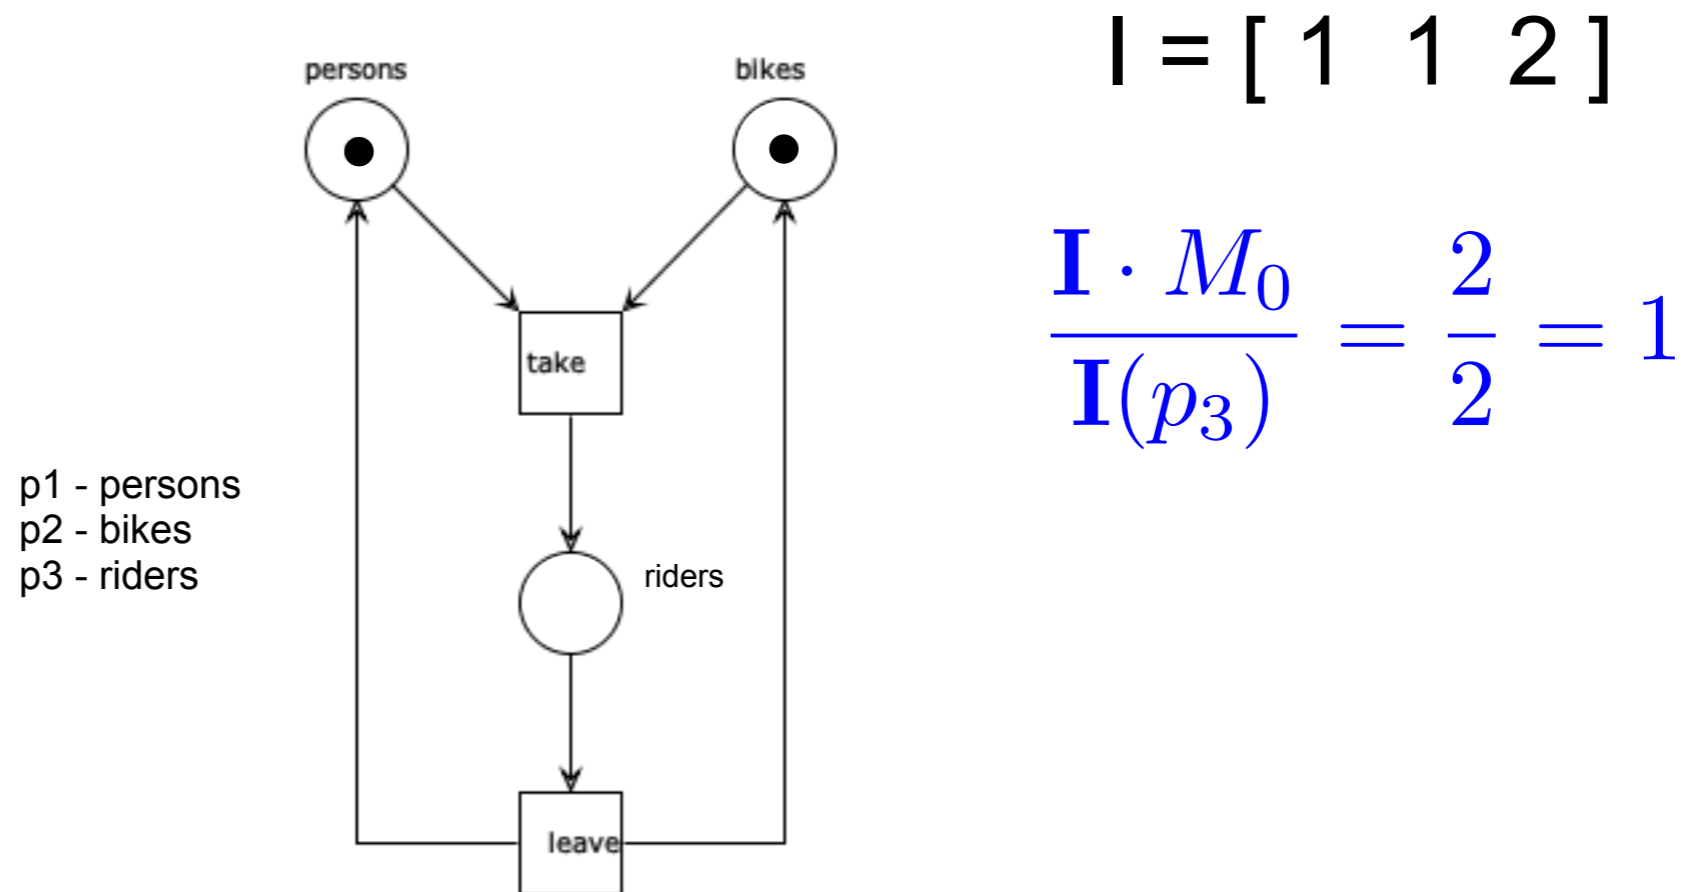 I = [ 1 1 2 ]
persons
bikes
I · M₀ / I(p₃) = 2 / 2 = 1
take
p1 - persons
p2 - bikes
p3 - riders
riders
leave